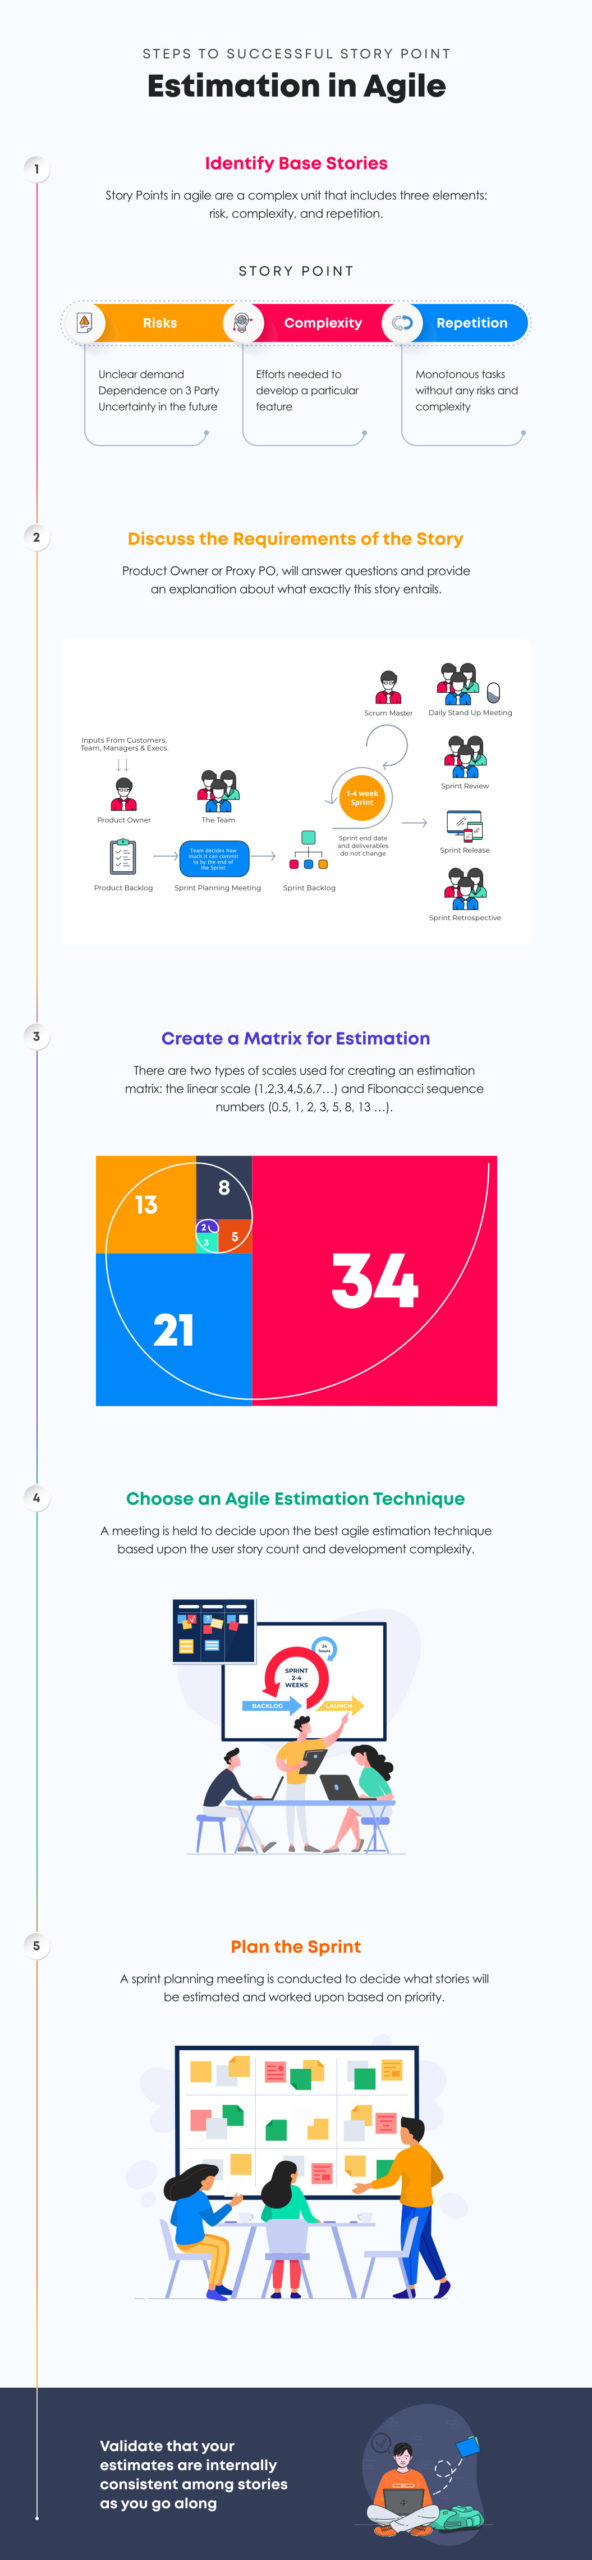 STEPS TO SUCCESSFUL STORY POINT
Estimation in Agile
1
Identify Base Stories
Story Points in agile are a complex unit that includes three elements:
risk, complexity, and repetition.
STORY POINT
Risks
Complexity
Repetition
Unclear demand
Dependence on 3 Party
Uncertainty in the future
Efforts needed to
develop a particular
feature
Monotonous tasks
without any risks and
complexity
2
Discuss the Requirements of the Story
Product Owner or Proxy PO, will answer questions and provide
an explanation about what exactly this story entails.
Scrum Master
Daily Stand Up Meeting
Inputs From Customers,
Team, Managers & Execs.
Product Owner
The Team
1-4 week
Sprint
Sprint Review
Sprint end date
and deliverables
do not change
Sprint Release
Team decides how
much it can commit
to by the end of
the Sprint
Product Backlog
Sprint Planning Meeting
Sprint Backlog
Sprint Retrospective
3
Create a Matrix for Estimation
There are two types of scales used for creating an estimation
matrix: the linear scale (1,2,3,4,5,6,7...) and Fibonacci sequence
numbers (0.5, 1, 2, 3, 5, 8, 13 ...).
13
8
2
3
5
34
21
4
Choose an Agile Estimation Technique
A meeting is held to decide upon the best agile estimation technique
based upon the user story count and development complexity.
24
hours
SPRINT
2-4
WEEKS
BACKLOG
LAUNCH
5
Plan the Sprint
A sprint planning meeting is conducted to decide what stories will
be estimated and worked upon based on priority.
Validate that your
estimates are internally
consistent among stories
as you go along